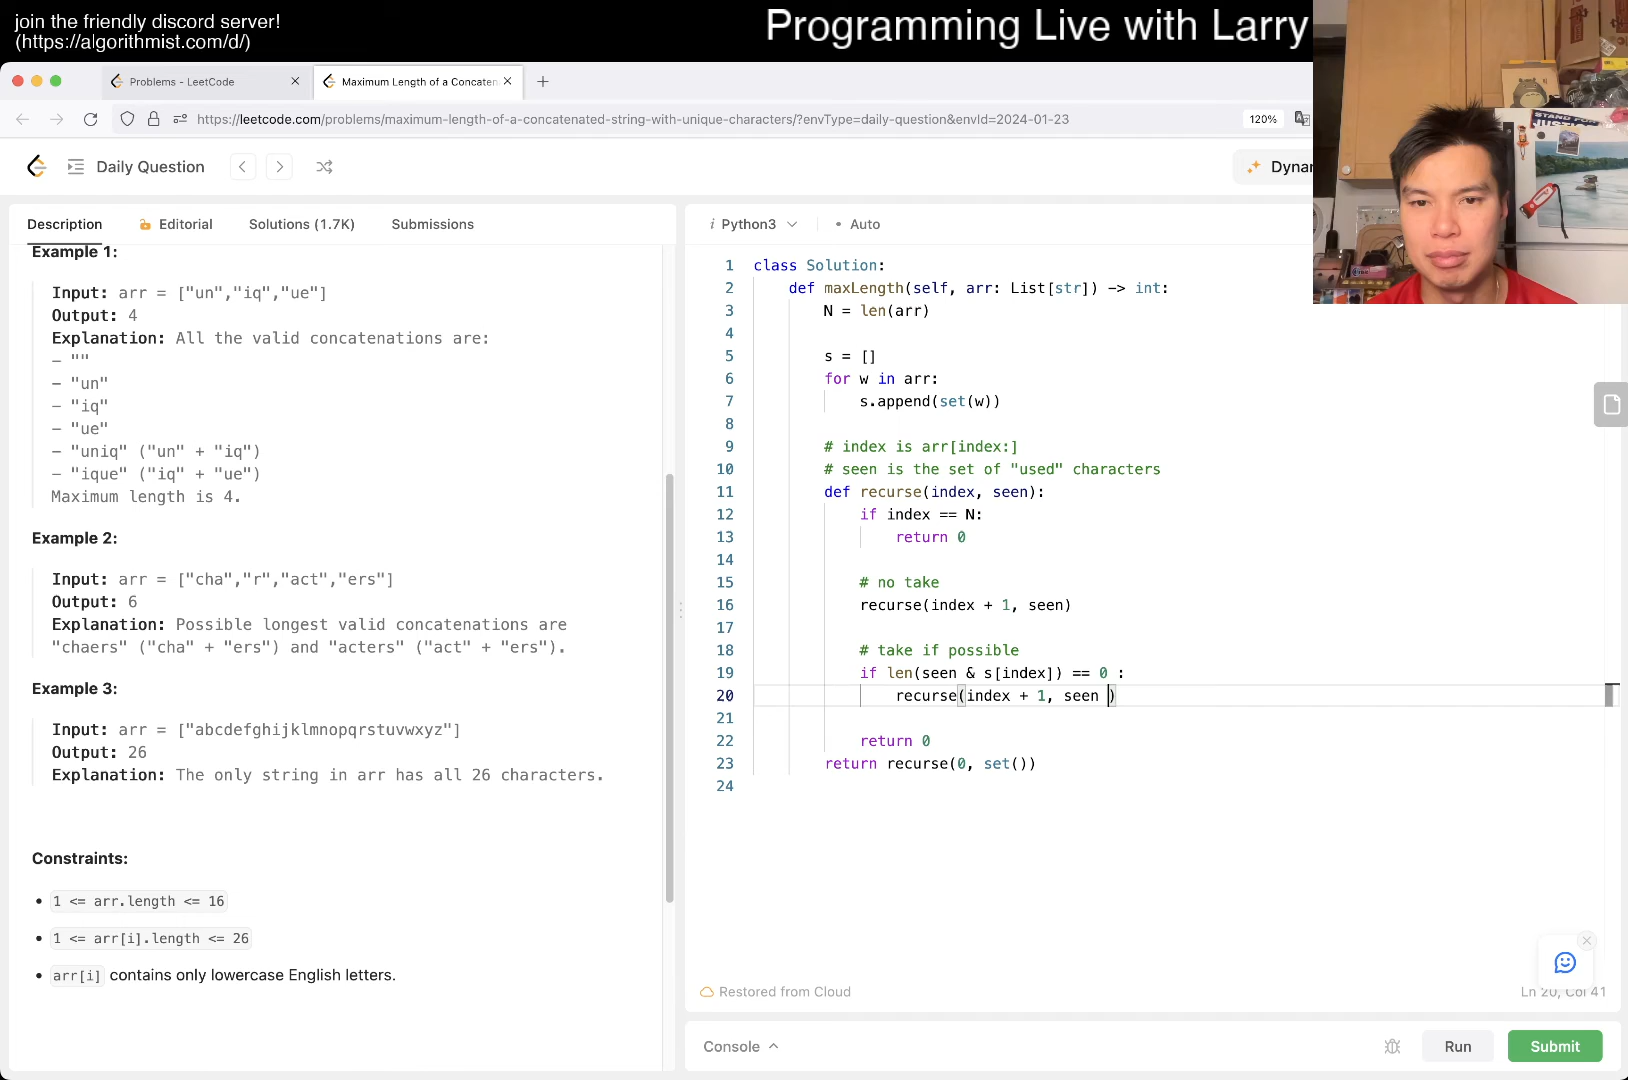 join the friendly discord server!
(https://algorithmist.com/d/)
Programming Live with Larry
Problems - LeetCode
Maximum Length of a Concaten
https://leetcode.com/problems/maximum-length-of-a-concatenated-string-with-unique-characters/?envType=daily-question&envId=2024-01-23
120%
Daily Question
Dynar
Description
Editorial
Solutions (1.7K)
Submissions
Example 1:
Input: arr = ["un","iq","ue"]
Output: 4
Explanation: All the valid concatenations are:
- ""
- "un"
- "iq"
- "ue"
- "uniq" ("un" + "iq")
- "ique" ("iq" + "ue")
Maximum length is 4.
Example 2:
Input: arr = ["cha","r","act","ers"]
Output: 6
Explanation: Possible longest valid concatenations are
"chaers" ("cha" + "ers") and "acters" ("act" + "ers").
Example 3:
Input: arr = ["abcdefghijklmnopqrstuvwxyz"]
Output: 26
Explanation: The only string in arr has all 26 characters.
Constraints:
• 1 <= arr.length <= 16
• 1 <= arr[i].length <= 26
• arr[i] contains only lowercase English letters.
i Python3
• Auto
1 class Solution:
2 def maxLength(self, arr: List[str]) -> int:
3 N = len(arr)
4
5 s = []
6 for w in arr:
7 s.append(set(w))
8
9 # index is arr[index:]
10 # seen is the set of "used" characters
11 def recurse(index, seen):
12 if index == N:
13 return 0
14
15 # no take
16 recurse(index + 1, seen)
17
18 # take if possible
19 if len(seen & s[index]) == 0 :
20 recurse(index + 1, seen )
21
22 return 0
23 return recurse(0, set())
24
Restored from Cloud
Ln 20, Col 41
Console
Run
Submit